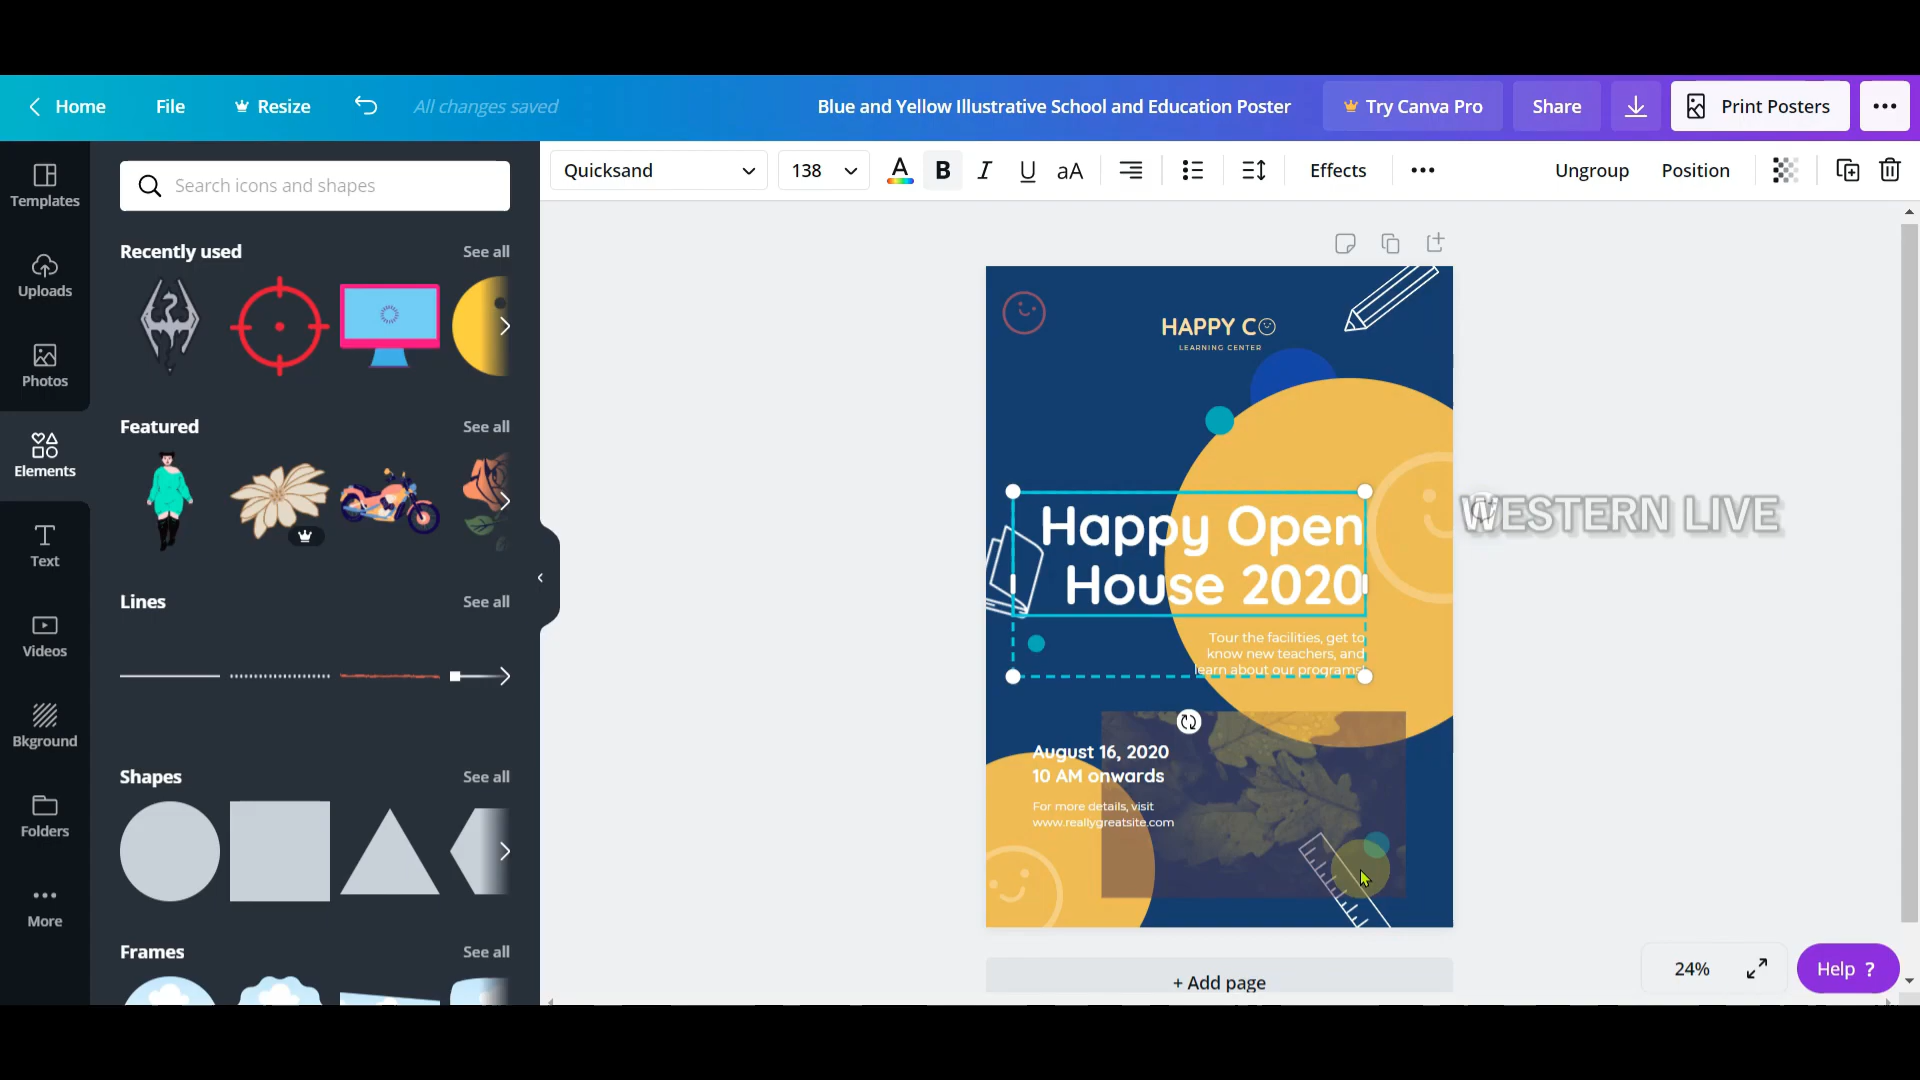 Home File Resize All changes saved Blue and Yellow Illustrative School and Education Poster Try Canva Pro Share Print Posters
Quicksand 138 A B I U aA Effects Ungroup Position
Templates
Uploads
Photos
Elements
Text
Videos
Bkground
Folders
More
Search icons and shapes
Recently used See all
Featured See all
Lines See all
Shapes See all
Frames See all
HAPPY CO
LEARNING CENTER
Happy Open
House 2020
Tour the facilities, get to
know new teachers, and
learn about our programs!
August 16, 2020
10 AM onwards
For more details, visit
www.reallygreatsite.com
WESTERN LIVE
+ Add page
24% Help ?